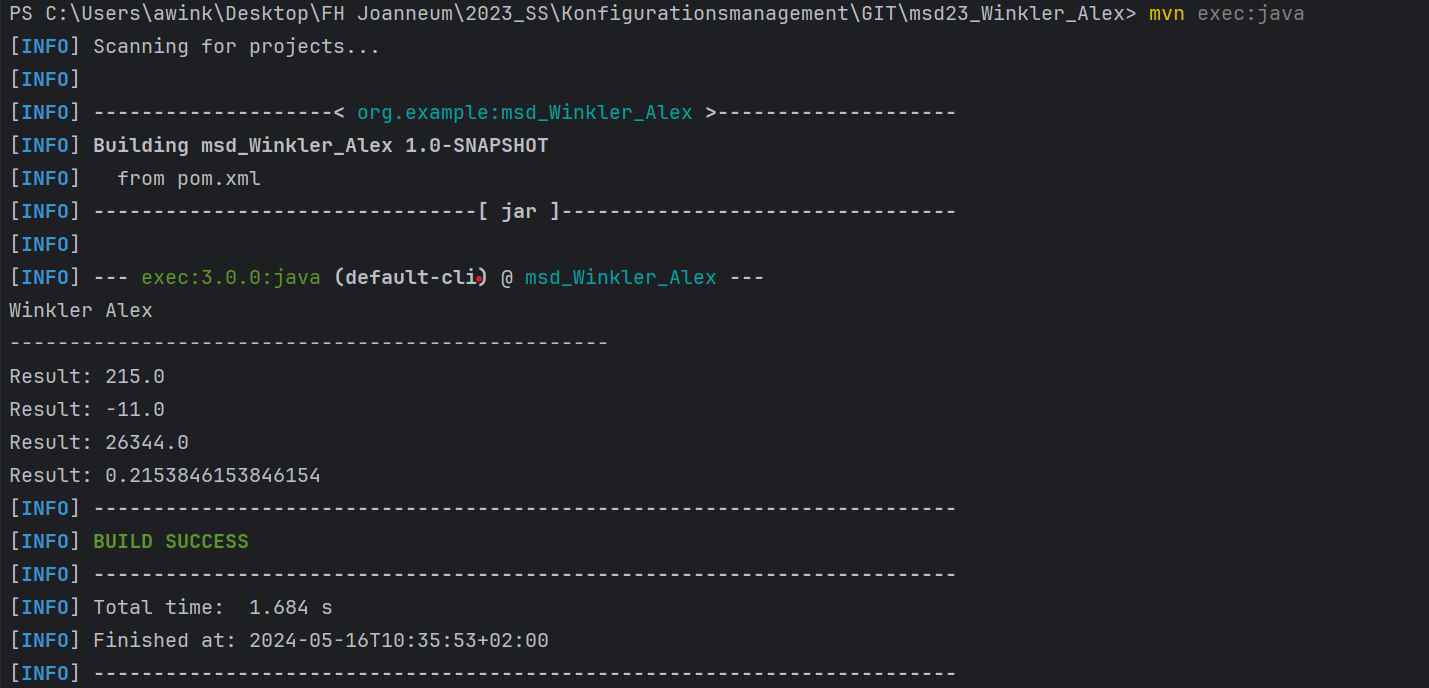 PS C:\Users\awink\Desktop\FH Joanneum\2023_SS\Konfigurationsmanagement\GIT\msd23_Winkler_Alex> mvn exec:java
[INFO] Scanning for projects...
[INFO]
[INFO] --------------------< org.example:msd_Winkler_Alex >--------------------
[INFO] Building msd_Winkler_Alex 1.0-SNAPSHOT
[INFO]   from pom.xml
[INFO] --------------------------------[ jar ]---------------------------------
[INFO]
[INFO] --- exec:3.0.0:java (default-cli) @ msd_Winkler_Alex ---
Winkler Alex
--------------------------------------------------
Result: 215.0
Result: -11.0
Result: 26344.0
Result: 0.2153846153846154
[INFO] ------------------------------------------------------------------------
[INFO] BUILD SUCCESS
[INFO] ------------------------------------------------------------------------
[INFO] Total time:  1.684 s
[INFO] Finished at: 2024-05-16T10:35:53+02:00
[INFO] ------------------------------------------------------------------------